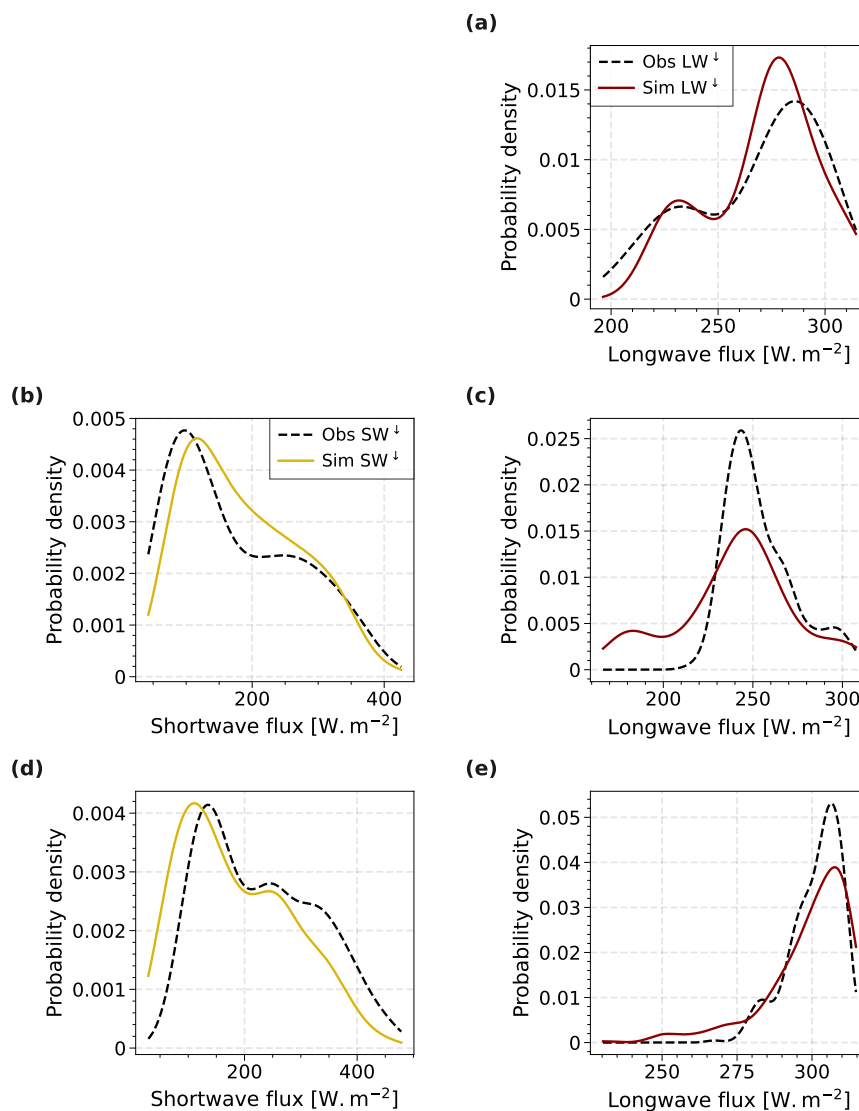 (a)
Obs LW↓
Sim LW↓
Probability density
0.015
0.01
0.005
0
200 250 300
Longwave flux [W. m⁻²]
(b)
Obs SW↓
Sim SW↓
Probability density
0.005
0.004
0.003
0.002
0.001
0
200 400
Shortwave flux [W. m⁻²]
(c)
Probability density
0.025
0.02
0.015
0.01
0.005
0
200 250 300
Longwave flux [W. m⁻²]
(d)
Probability density
0.004
0.003
0.002
0.001
0
200 400
Shortwave flux [W. m⁻²]
(e)
Probability density
0.05
0.04
0.03
0.02
0.01
0
250 275 300
Longwave flux [W. m⁻²]